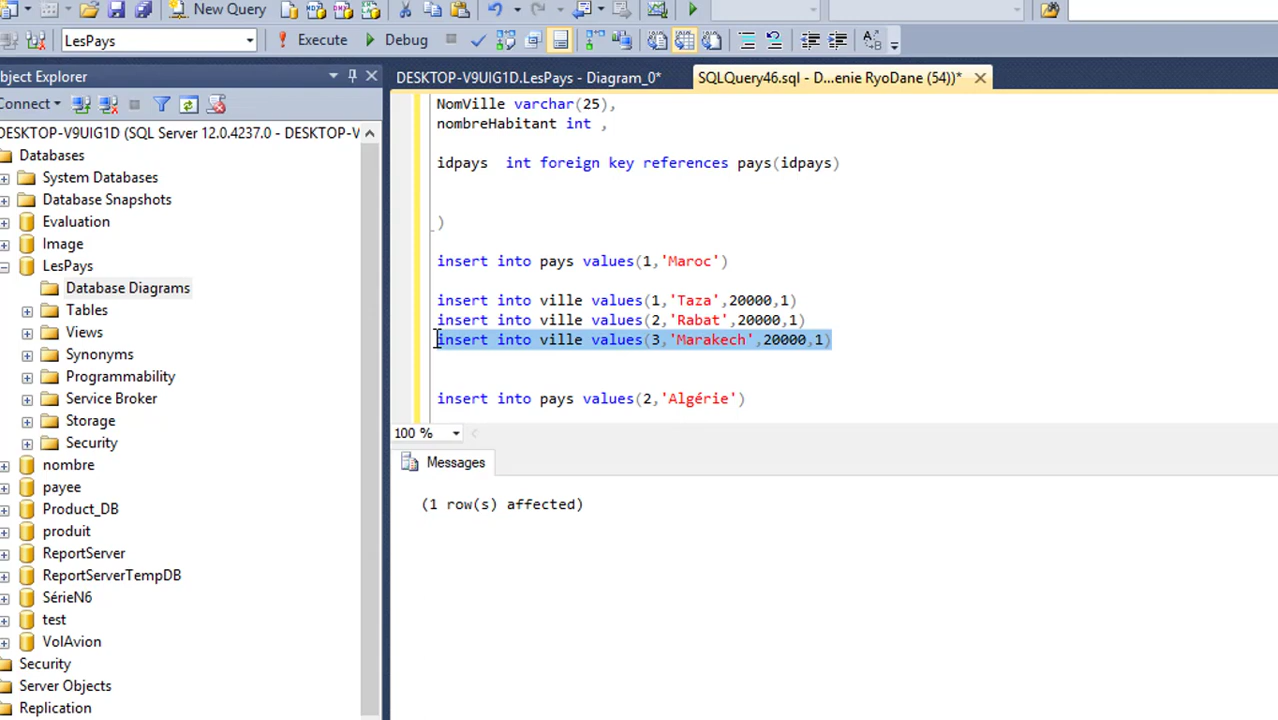 New Query
LesPays
Execute
Debug
bject Explorer
DESKTOP-V9UIG1D.LesPays - Diagram_0*
SQLQuery46.sql - D...enie RyoDane (54))*
Connect
DESKTOP-V9UIG1D (SQL Server 12.0.4237.0 - DESKTOP-V
Databases
System Databases
Database Snapshots
Evaluation
Image
LesPays
Database Diagrams
Tables
Views
Synonyms
Programmability
Service Broker
Storage
Security
nombre
payee
Product_DB
produit
ReportServer
ReportServerTempDB
SérieN6
test
VolAvion
Security
Server Objects
Replication
NomVille varchar(25),
nombreHabitant int ,
idpays int foreign key references pays(idpays)
)
insert into pays values(1,'Maroc')
insert into ville values(1,'Taza',20000,1)
insert into ville values(2,'Rabat',20000,1)
insert into ville values(3,'Marakech',20000,1)
insert into pays values(2,'Algérie')
100 %
Messages
(1 row(s) affected)